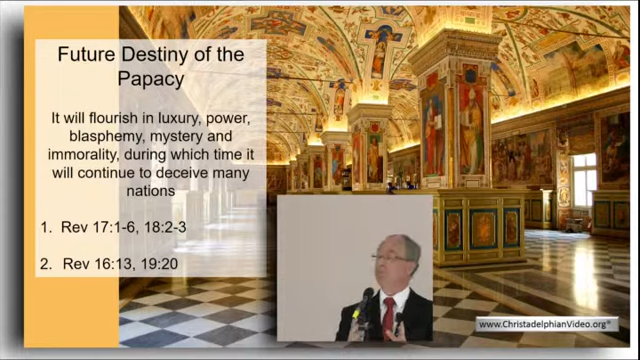 Future Destiny of the
Papacy
It will flourish in luxury, power,
blasphemy, mystery and
immorality, during which time it
will continue to deceive many
nations
1. Rev 17:1-6, 18:2-3
2. Rev 16:13, 19:20
www.ChristadelphianVideo.org®